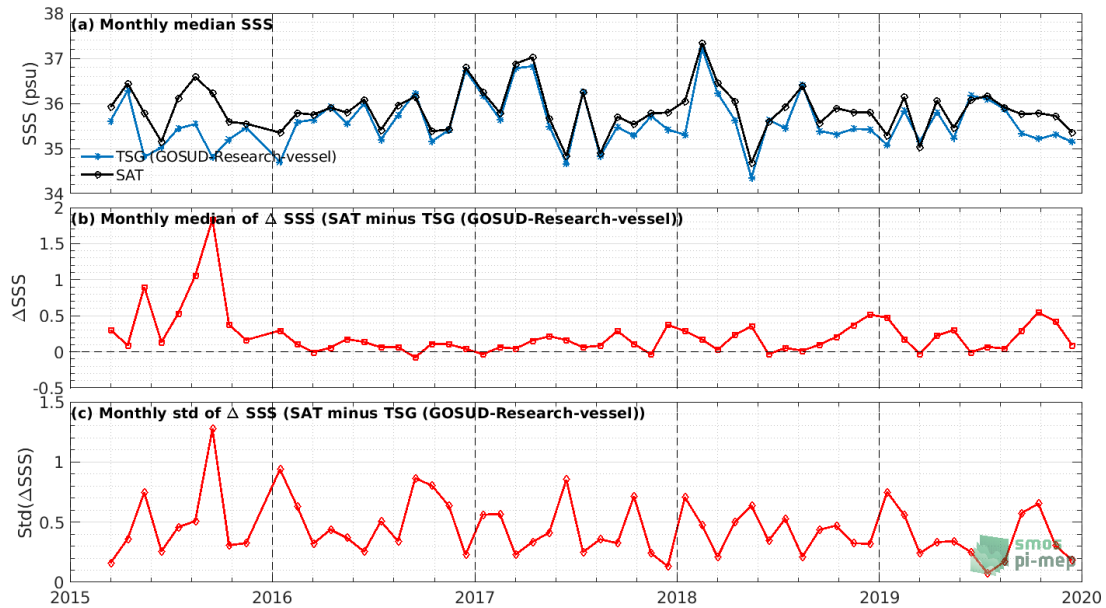 (a) Monthly median SSS
38
37
36
35
34
SSS (psu)
TSG (GOSUD-Research-vessel)
SAT
(b) Monthly median of Δ SSS (SAT minus TSG (GOSUD-Research-vessel))
2
1.5
1
0.5
0
-0.5
ΔSSS
(c) Monthly std of Δ SSS (SAT minus TSG (GOSUD-Research-vessel))
1.5
1
0.5
0
Std(ΔSSS)
2015 2016 2017 2018 2019 2020
smos
pi-mep